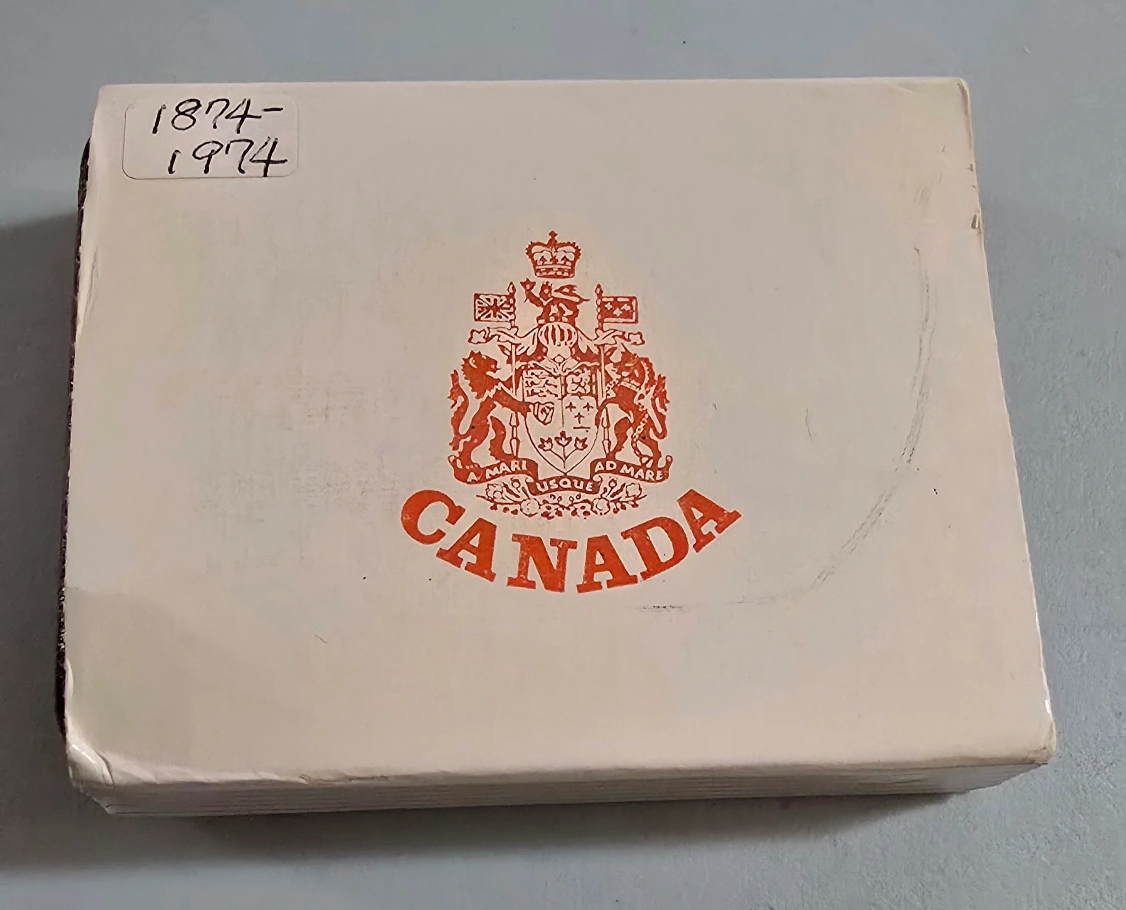 1874-
1974
A MARI USQUE AD MARE
CANADA